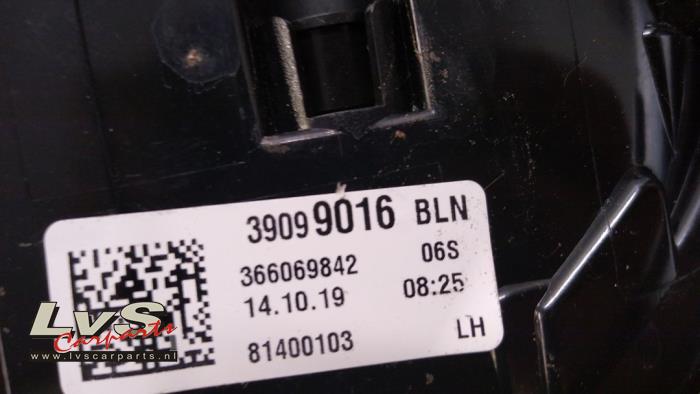 39099016 BLN
366069842 06S
14.10.19 08:25
81400103 LH
LvS
Carparts
www.lvscarparts.nl